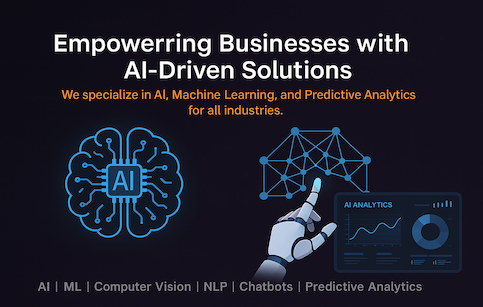 Empowerring Businesses with
AI-Driven Solutions
We specialize in AI, Machine Learning, and Predictive Analytics
for all industries.
AI
AI ANALYTICS
AI | ML | Computer Vision | NLP | Chatbots | Predictive Analytics